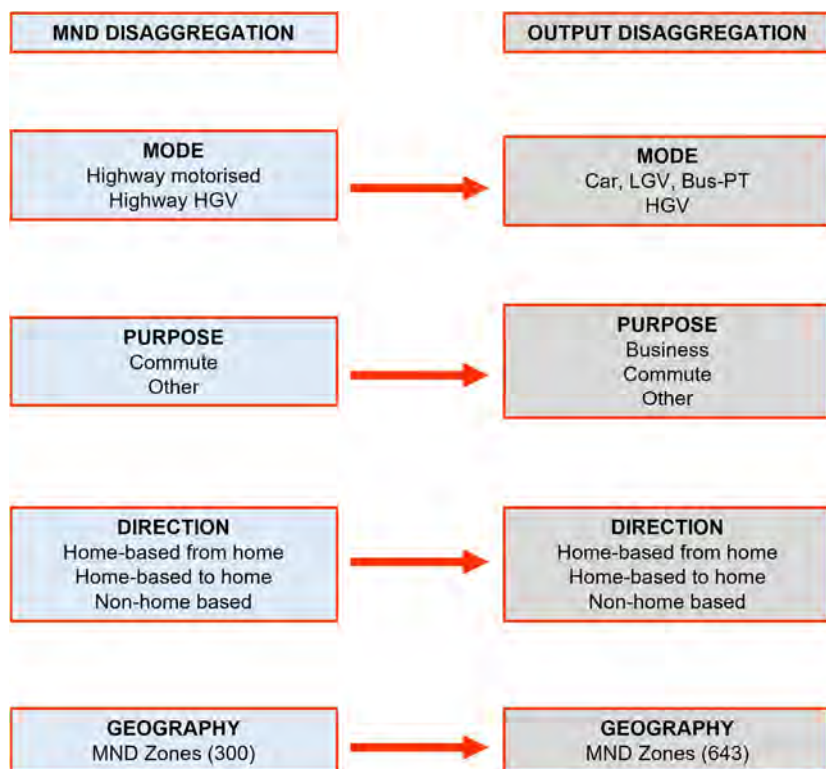 MND DISAGGREGATION
OUTPUT DISAGGREGATION
MODE
Highway motorised
Highway HGV
MODE
Car, LGV, Bus-PT
HGV
PURPOSE
Commute
Other
PURPOSE
Business
Commute
Other
DIRECTION
Home-based from home
Home-based to home
Non-home based
DIRECTION
Home-based from home
Home-based to home
Non-home based
GEOGRAPHY
MND Zones (300)
GEOGRAPHY
MND Zones (643)